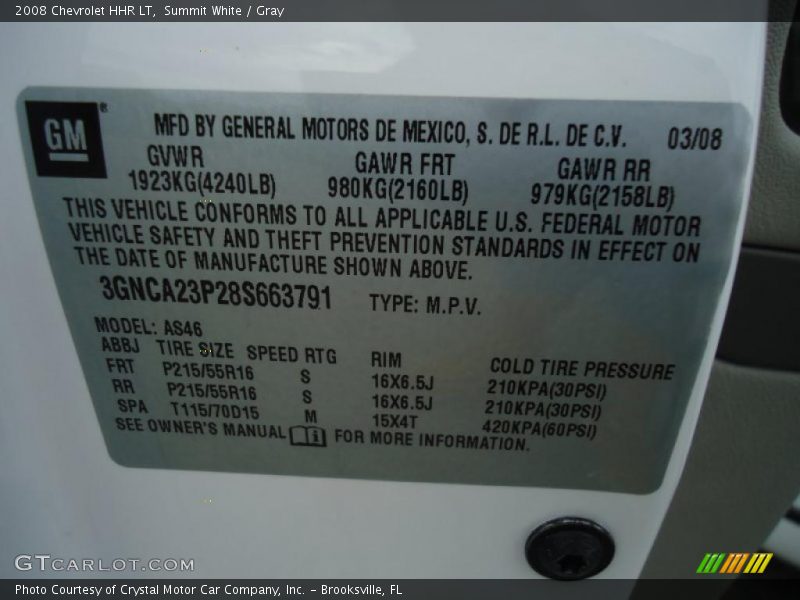 2008 Chevrolet HHR LT, Summit White / Gray
GM®
MFD BY GENERAL MOTORS DE MEXICO, S. DE R.L. DE C.V. 03/08
GVWR GAWR FRT GAWR RR
1923KG(4240LB) 980KG(2160LB) 979KG(2158LB)
THIS VEHICLE CONFORMS TO ALL APPLICABLE U.S. FEDERAL MOTOR
VEHICLE SAFETY AND THEFT PREVENTION STANDARDS IN EFFECT ON
THE DATE OF MANUFACTURE SHOWN ABOVE.
3GNCA23P28S663791 TYPE: M.P.V.
MODEL: AS46
ABBJ TIRE SIZE SPEED RTG RIM COLD TIRE PRESSURE
FRT P215/55R16 S 16X6.5J 210KPA(30PSI)
RR P215/55R16 S 16X6.5J 210KPA(30PSI)
SPA T115/70D15 M 15X4T 420KPA(60PSI)
SEE OWNER'S MANUAL i FOR MORE INFORMATION.
GTCARLOT.COM
Photo Courtesy of Crystal Motor Car Company, Inc. – Brooksville, FL